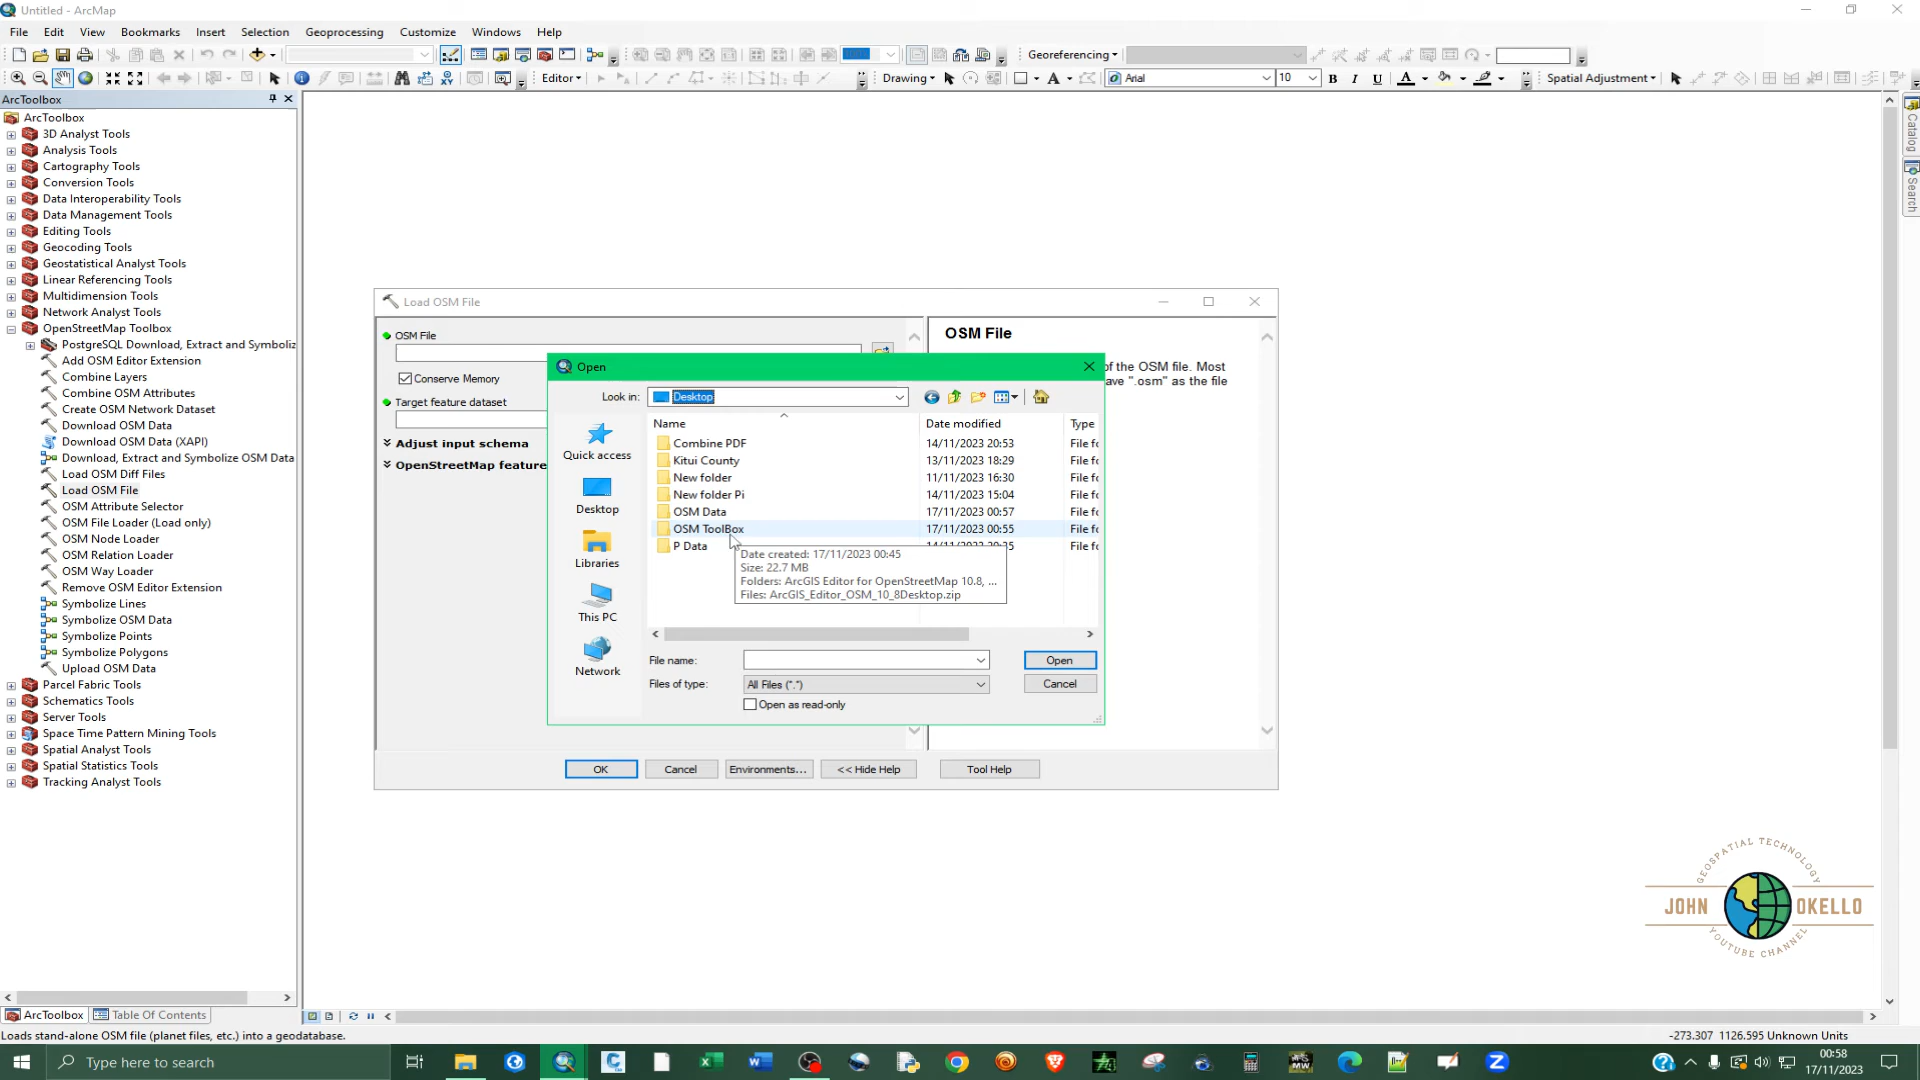 Untitled - ArcMap
File Edit View Bookmarks Insert Selection Geoprocessing Customize Windows Help
Georeferencing
Editor Drawing Arial 10 B I U A Spatial Adjustment
ArcToolbox
ArcToolbox
3D Analyst Tools
Analysis Tools
Cartography Tools
Conversion Tools
Data Interoperability Tools
Data Management Tools
Editing Tools
Geocoding Tools
Geostatistical Analyst Tools
Linear Referencing Tools
Multidimension Tools
Network Analyst Tools
OpenStreetMap Toolbox
PostgreSQL Download, Extract and Symboliz
Add OSM Editor Extension
Combine Layers
Combine OSM Attributes
Create OSM Network Dataset
Download OSM Data
Download OSM Data (XAPI)
Download, Extract and Symbolize OSM Data
Load OSM Diff Files
Load OSM File
OSM Attribute Selector
OSM File Loader (Load only)
OSM Node Loader
OSM Relation Loader
OSM Way Loader
Remove OSM Editor Extension
Symbolize Lines
Symbolize OSM Data
Symbolize Points
Symbolize Polygons
Upload OSM Data
Parcel Fabric Tools
Schematics Tools
Server Tools
Space Time Pattern Mining Tools
Spatial Analyst Tools
Spatial Statistics Tools
Tracking Analyst Tools
ArcToolbox Table Of Contents
Loads stand-alone OSM file (planet files, etc.) into a geodatabase.
Load OSM File
OSM File
Conserve Memory
Target feature dataset
Adjust input schema
OpenStreetMap feature
OSM File
of the OSM file. Most
ave ".osm" as the file
OK Cancel Environments... << Hide Help Tool Help
Open
Look in: Desktop
Quick access
Desktop
Libraries
This PC
Network
Name Date modified Type
Combine PDF 14/11/2023 20:53 File fc
Kitui County 13/11/2023 18:29 File fc
New folder 11/11/2023 16:30 File fc
New folder Pi 14/11/2023 15:04 File fc
OSM Data 17/11/2023 00:57 File fc
OSM ToolBox 17/11/2023 00:55 File fc
P Data File fc
Date created: 17/11/2023 00:45
Size: 22.7 MB
Folders: ArcGIS Editor for OpenStreetMap 10.8, ...
Files: ArcGIS_Editor_OSM_10_8Desktop.zip
File name: Open
Files of type: All Files (*.*) Cancel
Open as read-only
Catalog
Search
GEOSPATIAL TECHNOLOGY
JOHN OKELLO
YOUTUBE CHANNEL
-273.307 1126.595 Unknown Units
Type here to search
00:58
17/11/2023